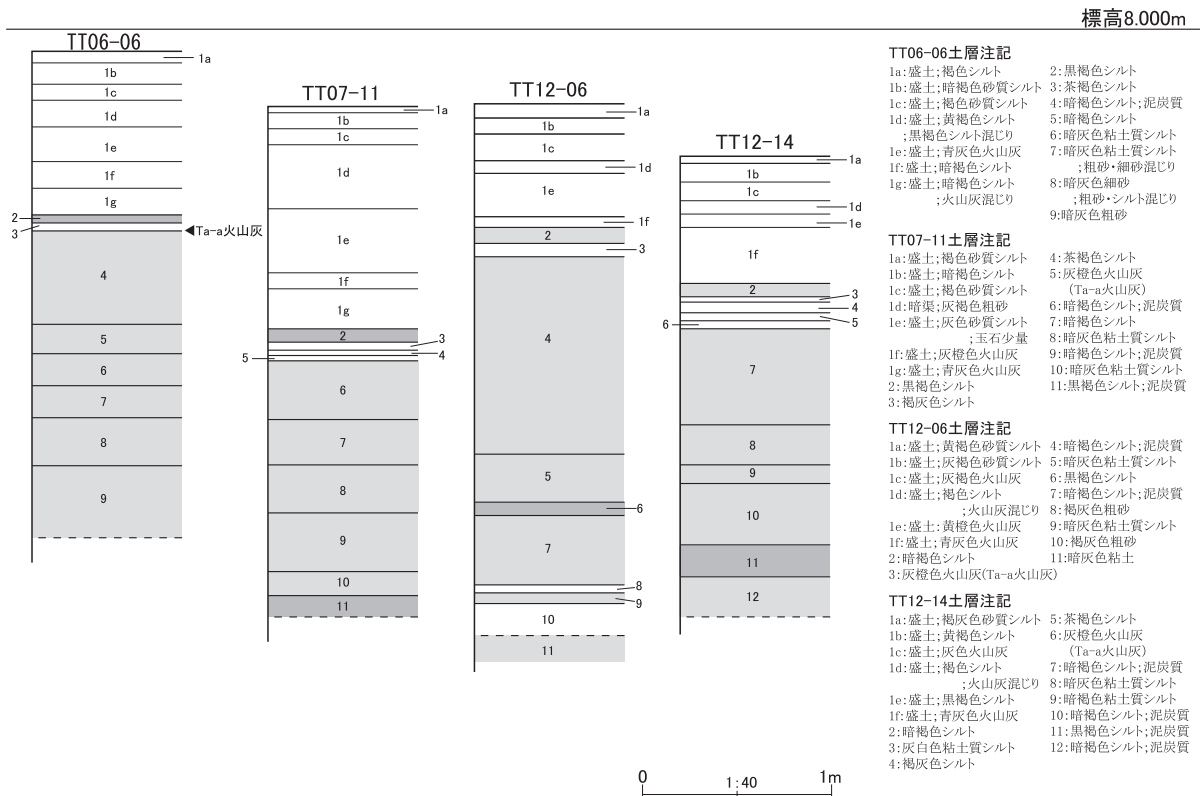 標高8.000m
TT06-06
1a
1b
1c
1d
1e
1f
1g
2
3
◀Ta-a火山灰
4
5
6
7
8
9
TT07-11
1a
1b
1c
1d
1e
1f
1g
2
3
4
5
6
7
8
9
10
11
TT12-06
1a
1b
1c
1d
1e
1f
2
3
4
5
6
7
8
9
10
11
TT12-14
1a
1b
1c
1d
1e
1f
2
3
4
5
6
7
8
9
10
11
12
TT06-06土層注記
1a:盛土;褐色シルト
1b:盛土;暗褐色砂質シルト
1c:盛土;褐色砂質シルト
1d:盛土;黄褐色シルト
;黒褐色シルト混じり
1e:盛土;青灰色火山灰
1f:盛土;暗褐色シルト
1g:盛土;暗褐色シルト
;火山灰混じり
2:黒褐色シルト
3:茶褐色シルト
4:暗褐色シルト;泥炭質
5:暗褐色シルト
6:暗灰色粘土質シルト
7:暗灰色粘土質シルト
;粗砂・細砂混じり
8:暗灰色細砂
;粗砂・シルト混じり
9:暗灰色粗砂
TT07-11土層注記
1a:盛土;褐色砂質シルト
1b:盛土;暗褐色シルト
1c:盛土;褐色砂質シルト
1d:暗渠;灰褐色粗砂
1e:盛土;灰色砂質シルト
;玉石少量
1f:盛土;灰橙色火山灰
1g:盛土;青灰色火山灰
2:黒褐色シルト
3:褐灰色シルト
4:茶褐色シルト
5:灰橙色火山灰
(Ta-a火山灰)
6:暗褐色シルト;泥炭質
7:暗褐色シルト
8:暗灰色粘土質シルト
9:暗褐色シルト;泥炭質
10:暗灰色粘土質シルト
11:黒褐色シルト;泥炭質
TT12-06土層注記
1a:盛土;黄褐色砂質シルト
1b:盛土;灰褐色砂質シルト
1c:盛土;灰褐色火山灰
1d:盛土;褐色シルト
;火山灰混じり
1e:盛土:黄橙色火山灰
1f:盛土;青灰色火山灰
2:暗褐色シルト
3:灰橙色火山灰(Ta-a火山灰)
4:暗褐色シルト;泥炭質
5:暗灰色粘土質シルト
6:黒褐色シルト
7:暗褐色シルト;泥炭質
8:褐灰色粗砂
9:暗灰色粘土質シルト
10:褐灰色粗砂
11:暗灰色粘土
TT12-14土層注記
1a:盛土;褐灰色砂質シルト
1b:盛土;黄褐色シルト
1c:盛土;灰色火山灰
1d:盛土;褐色シルト
;火山灰混じり
1e:盛土;黒褐色シルト
1f:盛土;青灰色火山灰
2:暗褐色シルト
3:灰白色粘土質シルト
4:褐灰色シルト
5:茶褐色シルト
6:灰橙色火山灰
(Ta-a火山灰)
7:暗褐色シルト;泥炭質
8:暗灰色粘土質シルト
9:暗褐色粘土質シルト
10:暗褐色シルト;泥炭質
11:黒褐色シルト;泥炭質
12:暗褐色シルト;泥炭質
0
1:40
1m